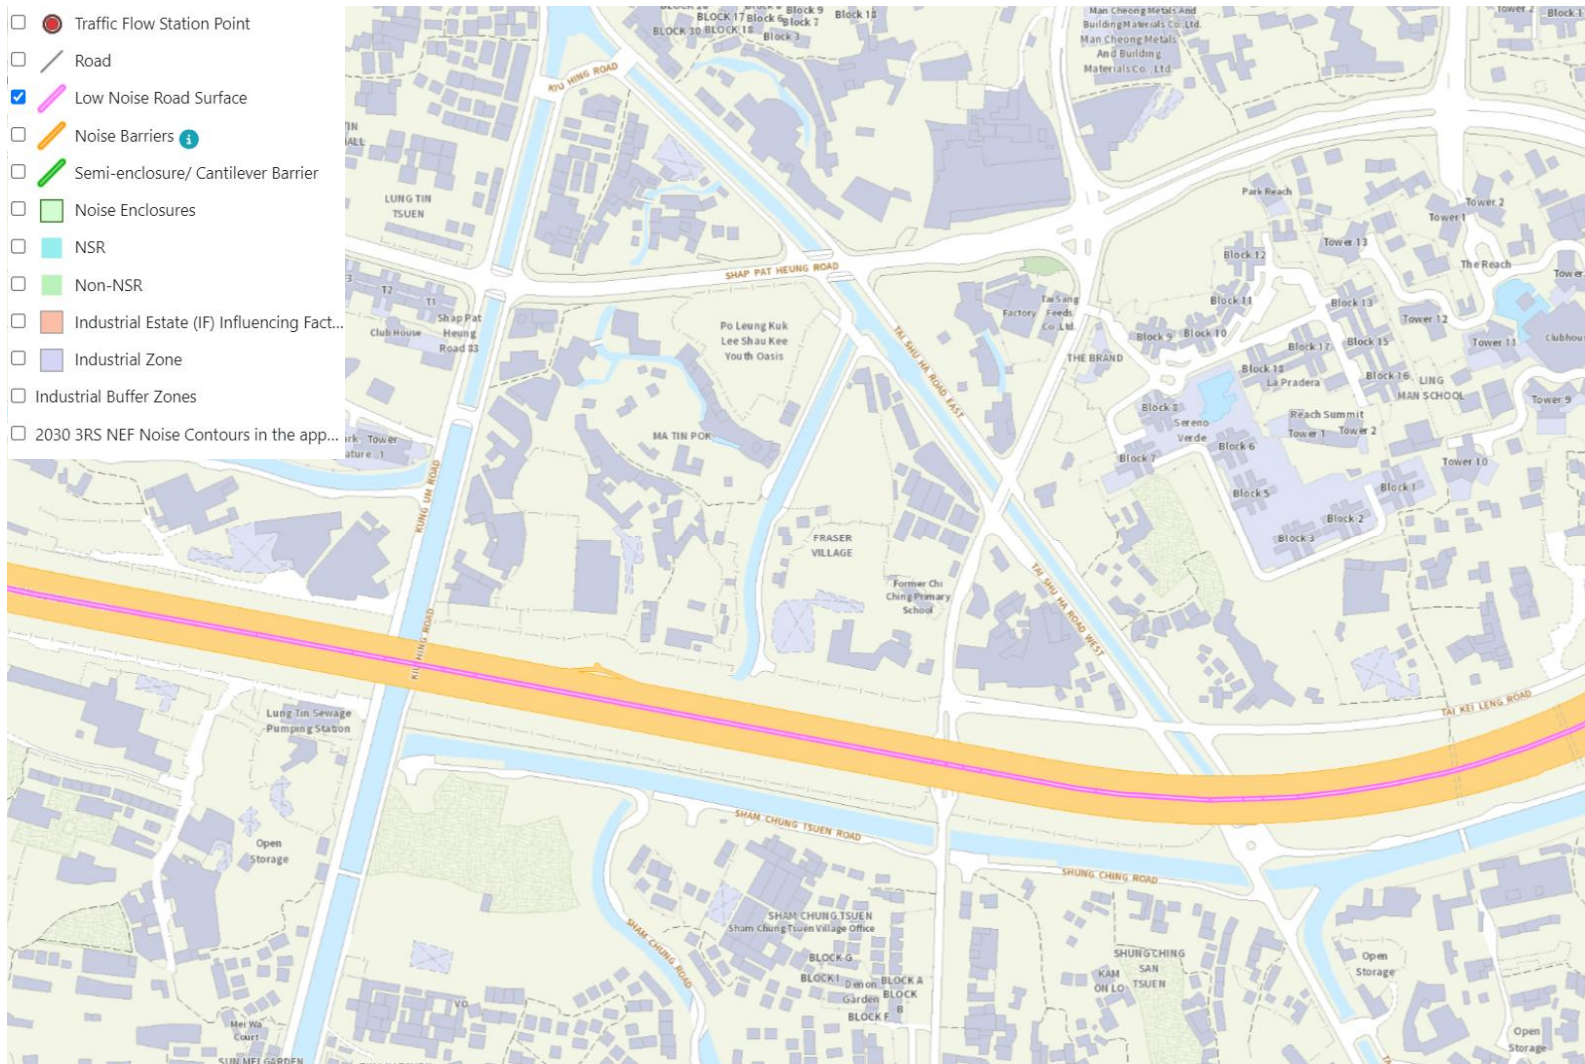 Traffic Flow Station Point
Road
Low Noise Road Surface
Noise Barriers
Semi-enclosure/ Cantilever Barrier
Noise Enclosures
NSR
Non-NSR
Industrial Estate (IF) Influencing Fact...
Industrial Zone
Industrial Buffer Zones
2030 3RS NEF Noise Contours in the app...
BLOCK 17
Block 6
Block 9
Block 7
Block 18
BLOCK 30
BLOCK 18
Block 3
Man Cheong Metals And
Building Materials Co., Ltd.
Man Cheong Metals
And Building
Materials Co., Ltd.
Tower 2
KIU HING ROAD
LUNG TIN
TSUEN
SHAP PAT HEUNG ROAD
Park Reach
Tower 2
Tower 1
Tower 13
Block 12
The Reach
T2
T1
Club House
Shap Pat
Heung
Road 83
Po Leung Kuk
Lee Shau Kee
Youth Oasis
Tai Sang
Factory Feeds
Co., Ltd.
Block 11
Block 13
Tower 12
Block 9
Block 10
Block 17
Block 15
Tower 11
THE BRAND
TAI SHU HA ROAD EAST
Block 18
La Pradera
Block 16
LING
MAN SCHOOL
Tower 9
Block 8
Sereno
Verde
Reach Summit
Tower 1
Tower 2
Block 7
Block 6
Tower 10
Tower
MA TIN POK
KUNG UM ROAD
Block 5
Block 1
Block 2
Block 3
FRASER
VILLAGE
Former Chi
Ching Primary
School
TAI SHU HA ROAD WEST
KIU HING ROAD
TAI KEI LENG ROAD
Lung Tin Sewage
Pumping Station
SHAM CHUNG TSUEN ROAD
Open
Storage
SHUNG CHING ROAD
SHAM CHUNG TSUEN
Sham Chung Tsuen Village Office
SHAM CHUNG ROAD
BLOCK G
BLOCK I
Denon
Garden
BLOCK A
BLOCK
B
BLOCK F
SHUNG CHING
SAN
TSUEN
KAM
ON LO
Open
Storage
VO
Mei Wa
Court
SUN MEI GARDEN
Open
Storage